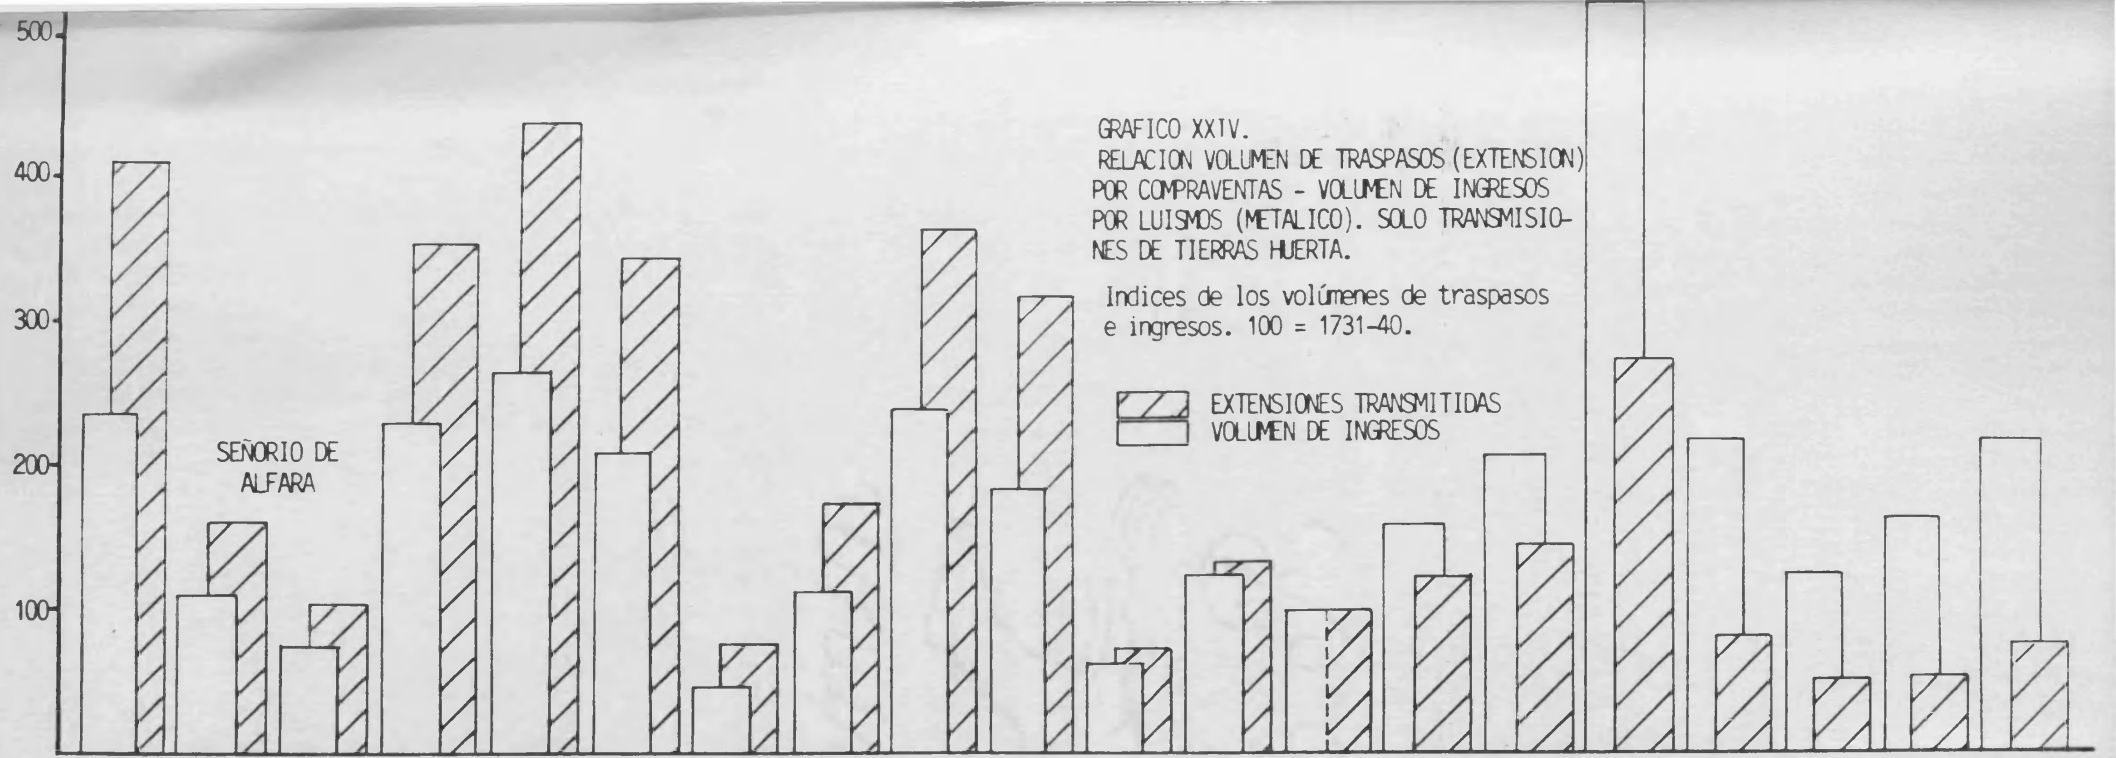 500
400
300
200
100
SEÑORIO DE
ALFARA
GRAFICO XXIV.
RELACION VOLUMEN DE TRASPASOS (EXTENSION)
POR COMPRAVENTAS - VOLUMEN DE INGRESOS
POR LUISMOS (METALICO). SOLO TRANSMISIO-
NES DE TIERRAS HUERTA.
Indices de los volúmenes de traspasos
e ingresos. 100 = 1731-40.
EXTENSIONES TRANSMITIDAS
VOLUMEN DE INGRESOS